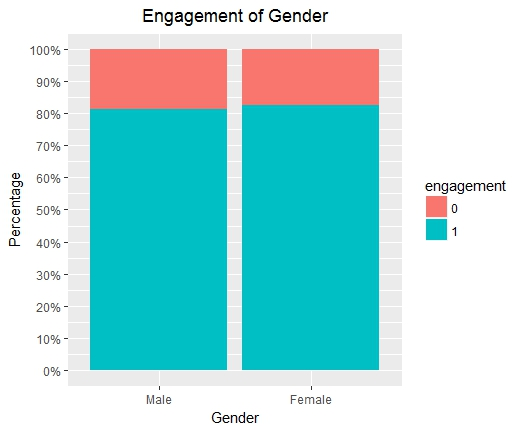 Engagement of Gender
100%
90%
80%
70%
60%
50%
40%
30%
20%
10%
0%
Percentage
Male Female
Gender
engagement
0
1